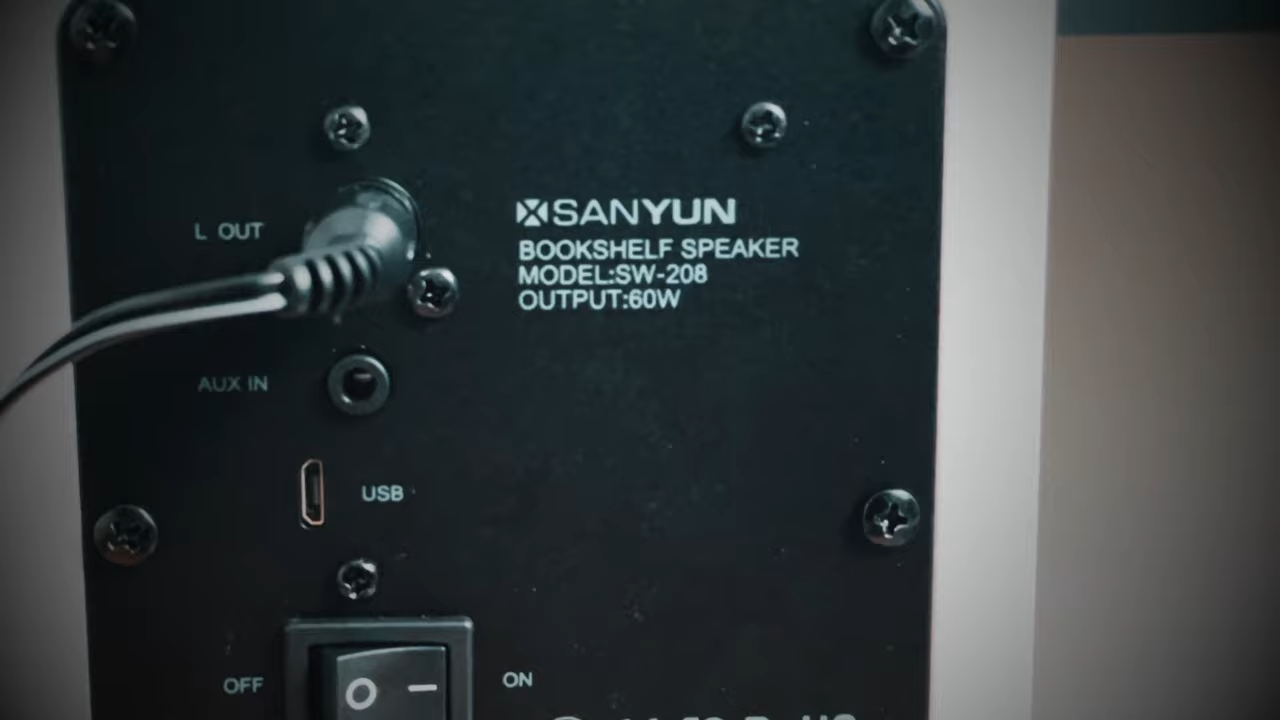 SANYUN
BOOKSHELF SPEAKER
MODEL:SW-208
OUTPUT:60W
L OUT
AUX IN
USB
OFF
ON